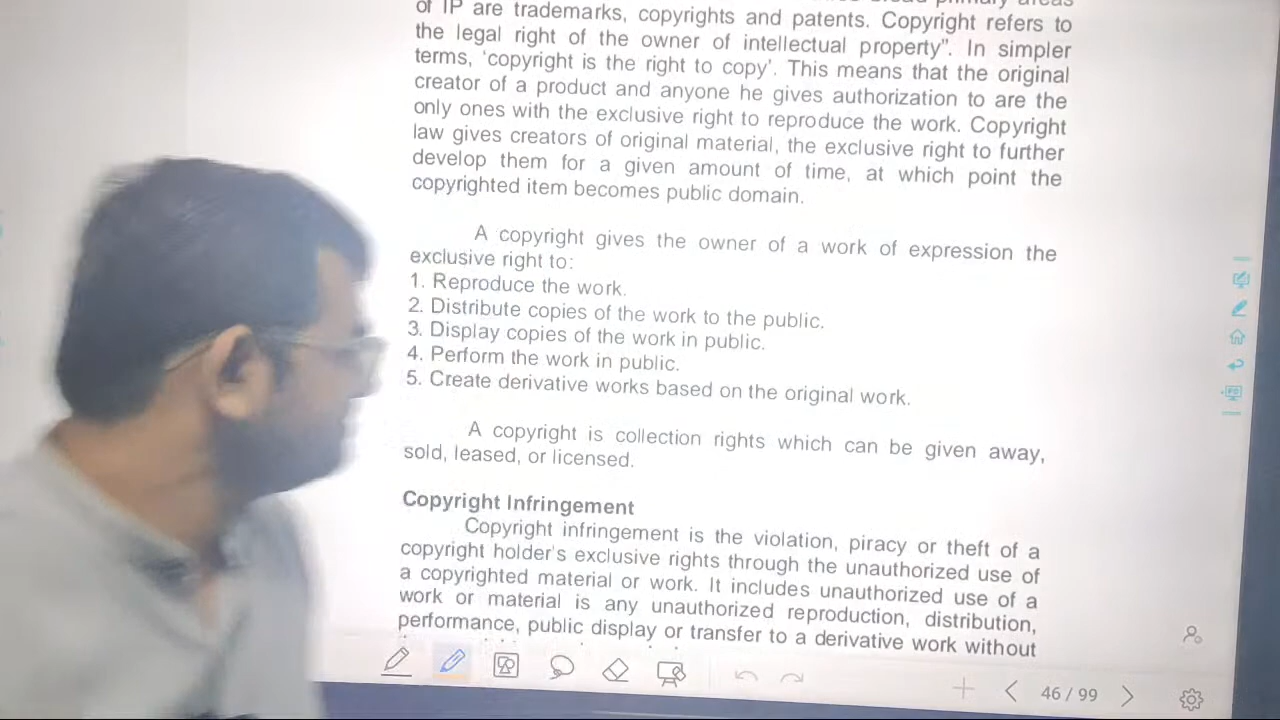 of IP are trademarks, copyrights and patents. Copyright refers to
the legal right of the owner of intellectual property". In simpler
terms, 'copyright is the right to copy'. This means that the original
creator of a product and anyone he gives authorization to are the
only ones with the exclusive right to reproduce the work. Copyright
law gives creators of original material, the exclusive right to further
develop them for a given amount of time, at which point the
copyrighted item becomes public domain.
A copyright gives the owner of a work of expression the
exclusive right to:
1. Reproduce the work.
2. Distribute copies of the work to the public.
3. Display copies of the work in public.
4. Perform the work in public.
5. Create derivative works based on the original work.
A copyright is collection rights which can be given away,
sold, leased, or licensed.
Copyright Infringement
Copyright infringement is the violation, piracy or theft of a
copyright holder's exclusive rights through the unauthorized use of
a copyrighted material or work. It includes unauthorized use of a
work or material is any unauthorized reproduction, distribution,
performance, public display or transfer to a derivative work without
46 / 99